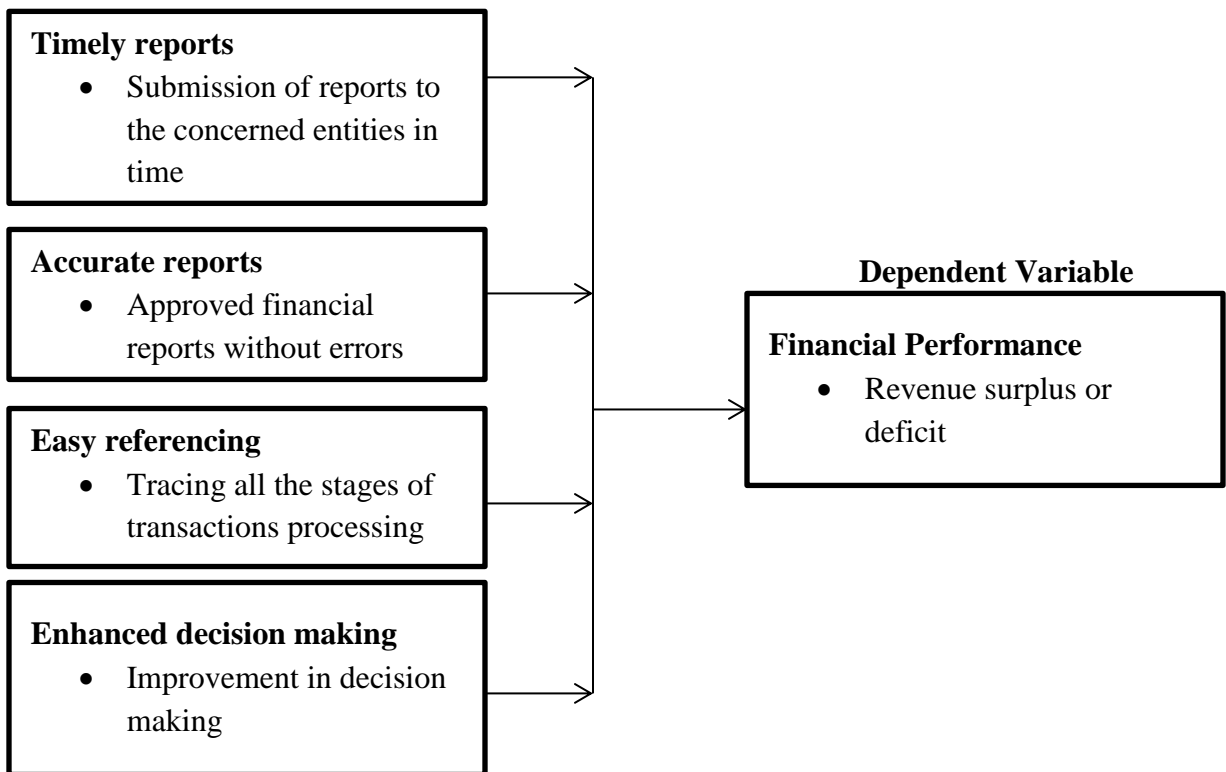 Timely reports
• Submission of reports to
the concerned entities in
time
Accurate reports
• Approved financial
reports without errors
Easy referencing
• Tracing all the stages of
transactions processing
Enhanced decision making
• Improvement in decision
making
Dependent Variable
Financial Performance
• Revenue surplus or
deficit